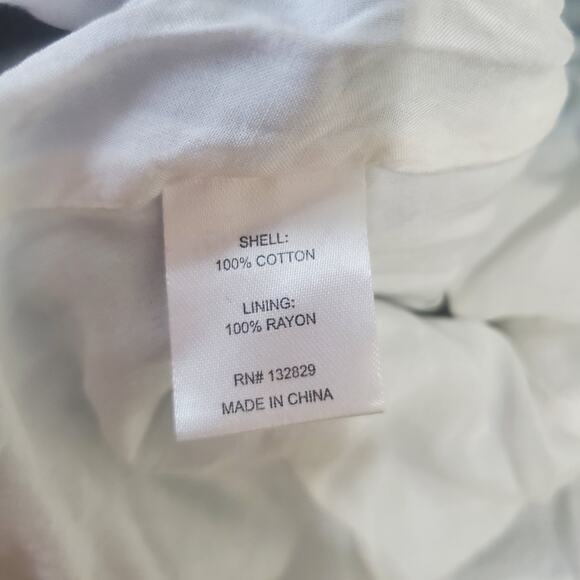 SHELL:
100% COTTON
LINING:
100% RAYON
RN# 132829
MADE IN CHINA